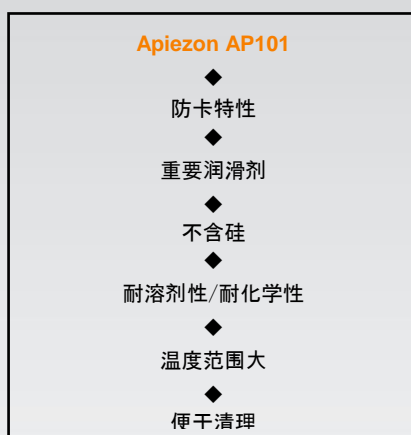 Apiezon AP101
◆
防卡特性
◆
重要润滑剂
◆
不含硅
◆
耐溶剂性/耐化学性
◆
温度范围大
◆
便于清理